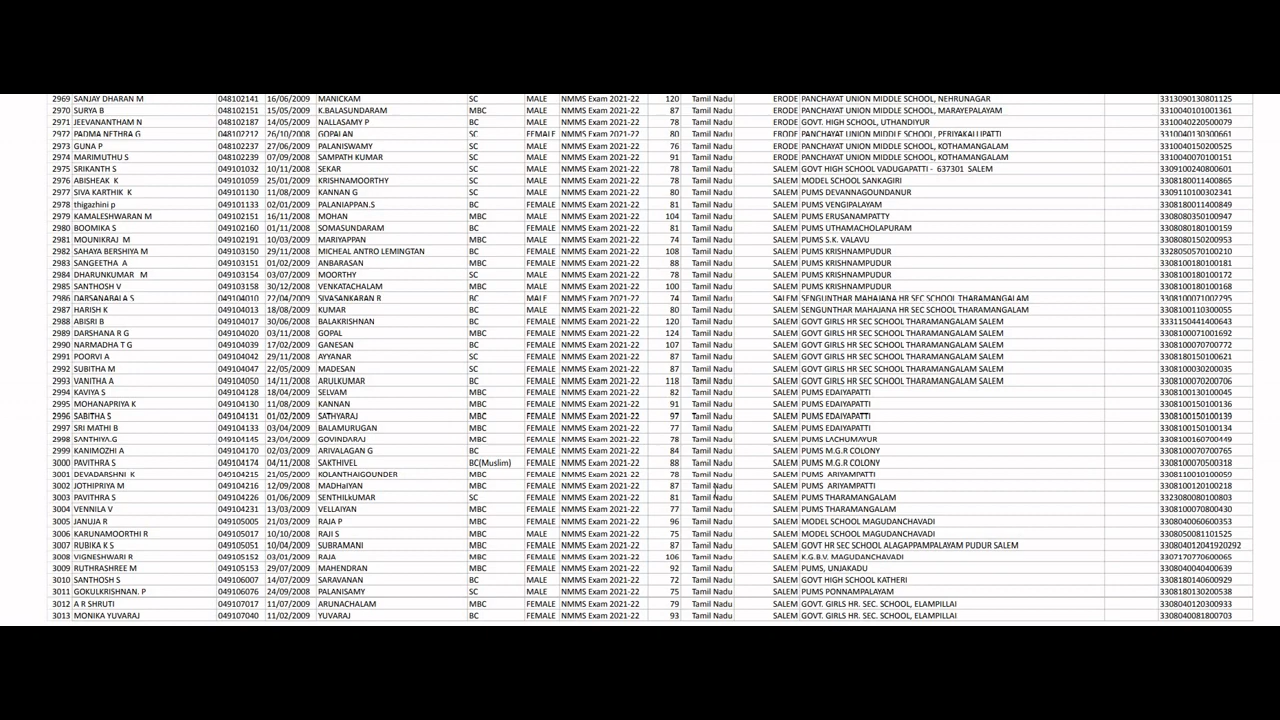 2969 SANJAY DHARAN M 048102141 16/06/2009 MANICKAM SC MALE NMMS Exam 2021-22 120 Tamil Nadu ERODE PANCHAYAT UNION MIDDLE SCHOOL, NEHRUNAGAR 3313090130801125
2970 SURYA B 048102151 15/05/2009 K.BALASUNDARAM MBC MALE NMMS Exam 2021-22 87 Tamil Nadu ERODE PANCHAYAT UNION MIDDLE SCHOOL, MARAYEPALAYAM 3310040101001361
2971 JEEVANANTHAN N 048102187 14/05/2009 NALLASAMY P BC MALE NMMS Exam 2021-22 78 Tamil Nadu ERODE GOVT. HIGH SCHOOL, UTHANDIYUR 3310040220500079
2972 PADMA NETHRA G 048102212 26/10/2008 GOPALAN SC FEMALE NMMS Exam 2021-22 80 Tamil Nadu ERODE PANCHAYAT UNION MIDDLE SCHOOL, PERIYAKALLIPATTI 3310040130300661
2973 GUNA P 048102237 27/06/2009 PALANISWAMY SC MALE NMMS Exam 2021-22 76 Tamil Nadu ERODE PANCHAYAT UNION MIDDLE SCHOOL, KOTHAMANGALAM 3310040150200525
2974 MARIMUTHU S 048102239 07/09/2008 SAMPATH KUMAR SC MALE NMMS Exam 2021-22 91 Tamil Nadu ERODE PANCHAYAT UNION MIDDLE SCHOOL, KOTHAMANGALAM 3310040070100151
2975 SRIKANTH S 049101032 10/11/2008 SEKAR SC MALE NMMS Exam 2021-22 78 Tamil Nadu SALEM GOVT HIGH SCHOOL VADUGAPATTI - 637301 SALEM 3309100240800601
2976 ABISHEAK K 049101059 25/01/2009 KRISHNAMOORTHY SC MALE NMMS Exam 2021-22 78 Tamil Nadu SALEM MODEL SCHOOL SANKAGIRI 3308180011400865
2977 SIVA KARTHIK K 049101130 11/08/2009 KANNAN G SC MALE NMMS Exam 2021-22 80 Tamil Nadu SALEM PUMS DEVANNAGOUNDANUR 3309110100302341
2978 thigazhini p 049101133 02/01/2009 PALANIAPPAN.S BC FEMALE NMMS Exam 2021-22 81 Tamil Nadu SALEM PUMS VENGIPALAYAM 3308180011400849
2979 KAMALESHWARAN M 049102151 16/11/2008 MOHAN MBC MALE NMMS Exam 2021-22 104 Tamil Nadu SALEM PUMS ERUSANAMPATTY 3308080350100947
2980 BOOMIKA S 049102160 01/11/2008 SOMASUNDARAM BC FEMALE NMMS Exam 2021-22 81 Tamil Nadu SALEM PUMS UTHAMACHOLAPURAM 3308080180100159
2981 MOUNIKRAJ M 049102191 10/03/2009 MARIYAPPAN MBC MALE NMMS Exam 2021-22 74 Tamil Nadu SALEM PUMS S.K. VALAVU 3308080150200953
2982 SAHAYA BERSHIYA M 049103150 29/11/2008 MICHEAL ANTRO LEMINGTAN BC FEMALE NMMS Exam 2021-22 108 Tamil Nadu SALEM PUMS KRISHNAMPUDUR 3328050570100210
2983 SANGEETHA A 049103151 01/02/2009 ANBARASAN MBC FEMALE NMMS Exam 2021-22 88 Tamil Nadu SALEM PUMS KRISHNAMPUDUR 3308100180100181
2984 DHARUNKUMAR M 049103154 03/07/2009 MOORTHY SC MALE NMMS Exam 2021-22 78 Tamil Nadu SALEM PUMS KRISHNAMPUDUR 3308100180100172
2985 SANTHOSH V 049103158 30/12/2008 VENKATACHALAM MBC MALE NMMS Exam 2021-22 100 Tamil Nadu SALEM PUMS KRISHNAMPUDUR 3308100180100168
2986 DARSANABALA S 049104010 22/04/2009 SIVASANKARAN R BC MALE NMMS Exam 2021-22 74 Tamil Nadu SALEM SENGUNTHAR MAHAJANA HR SEC SCHOOL THARAMANGALAM 3308100071002295
2987 HARISH K 049104013 18/08/2009 KUMAR BC MALE NMMS Exam 2021-22 80 Tamil Nadu SALEM SENGUNTHAR MAHAJANA HR SEC SCHOOL THARAMANGALAM 3308100110300055
2988 ABISRI B 049104017 30/06/2008 BALAKRISHNAN BC FEMALE NMMS Exam 2021-22 120 Tamil Nadu SALEM GOVT GIRLS HR SEC SCHOOL THARAMANGALAM SALEM 3331150441400643
2989 DARSHANA R G 049104020 03/11/2008 GOPAL MBC FEMALE NMMS Exam 2021-22 124 Tamil Nadu SALEM GOVT GIRLS HR SEC SCHOOL THARAMANGALAM SALEM 3308100071001692
2990 NARMADHA T G 049104039 17/02/2009 GANESAN BC FEMALE NMMS Exam 2021-22 107 Tamil Nadu SALEM GOVT GIRLS HR SEC SCHOOL THARAMANGALAM SALEM 3308100070700772
2991 POORVI A 049104042 29/11/2008 AYYANAR SC FEMALE NMMS Exam 2021-22 87 Tamil Nadu SALEM GOVT GIRLS HR SEC SCHOOL THARAMANGALAM SALEM 3308180150100621
2992 SUBITHA M 049104047 22/05/2009 MADESAN SC FEMALE NMMS Exam 2021-22 87 Tamil Nadu SALEM GOVT GIRLS HR SEC SCHOOL THARAMANGALAM SALEM 3308100030200035
2993 VANITHA A 049104050 14/11/2008 ARULKUMAR BC FEMALE NMMS Exam 2021-22 118 Tamil Nadu SALEM GOVT GIRLS HR SEC SCHOOL THARAMANGALAM SALEM 3308100070200706
2994 KAVIYA S 049104128 18/04/2009 SELVAM MBC FEMALE NMMS Exam 2021-22 82 Tamil Nadu SALEM PUMS EDAIYAPATTI 3308100130100045
2995 MOHANAPRIYA K 049104130 11/08/2009 KANNAN MBC FEMALE NMMS Exam 2021-22 91 Tamil Nadu SALEM PUMS EDAIYAPATTI 3308100150100136
2996 SABITHA S 049104131 01/02/2009 SATHYARAJ MBC FEMALE NMMS Exam 2021-22 97 Tamil Nadu SALEM PUMS EDAIYAPATTI 3308100150100139
2997 SRI MATHI B 049104133 04/04/2009 BALAMURUGAN MBC FEMALE NMMS Exam 2021-22 77 Tamil Nadu SALEM PUMS EDAIYAPATTI 3308100150100134
2998 SANTHIYA.G 049104145 23/04/2009 GOVINDARAJ MBC FEMALE NMMS Exam 2021-22 78 Tamil Nadu SALEM PUMS LACHUMAYUR 3308100160700449
2999 KANIMOZHI A 049104170 02/03/2009 ARIVALAGAN G BC FEMALE NMMS Exam 2021-22 84 Tamil Nadu SALEM PUMS M.G.R COLONY 3308100070700765
3000 PAVITHRA S 049104174 04/11/2008 SAKTHIVEL BC(Muslim) FEMALE NMMS Exam 2021-22 88 Tamil Nadu SALEM PUMS M.G.R COLONY 3308100070500318
3001 DEVADARSHNI K 049104215 21/05/2009 KOLANTHAIGOUNDER MBC FEMALE NMMS Exam 2021-22 78 Tamil Nadu SALEM PUMS ARIYAMPATTI 3308110010100059
3002 JOTHIPRIYA M 049104216 12/09/2008 MADHaIYAN MBC FEMALE NMMS Exam 2021-22 87 Tamil Nadu SALEM PUMS ARIYAMPATTI 3308100120100218
3003 PAVITHRA S 049104226 01/06/2009 SENTHILkUMAR SC FEMALE NMMS Exam 2021-22 81 Tamil Nadu SALEM PUMS THARAMANGALAM 3323080080100803
3004 VENNILA V 049104231 13/03/2009 VELLAIYAN MBC FEMALE NMMS Exam 2021-22 77 Tamil Nadu SALEM PUMS THARAMANGALAM 3308100070800430
3005 JANUJA R 049105005 21/03/2009 RAJA P MBC FEMALE NMMS Exam 2021-22 96 Tamil Nadu SALEM MODEL SCHOOL MAGUDANCHAVADI 3308040060600353
3006 KARUNAMOORTHI R 049105017 10/10/2008 RAJI S MBC MALE NMMS Exam 2021-22 75 Tamil Nadu SALEM MODEL SCHOOL MAGUDANCHAVADI 3308050081101525
3007 RUBIKA K S 049105051 10/04/2009 SUBRAMANI MBC FEMALE NMMS Exam 2021-22 87 Tamil Nadu SALEM GOVT HR SEC SCHOOL ALAGAPPAMPALAYAM PUDUR SALEM 33080401204​1920292
3008 VIGNESHWARI R 049105152 03/01/2009 RAJA MBC FEMALE NMMS Exam 2021-22 106 Tamil Nadu SALEM K.G.B.V. MAGUDANCHAVADI 3307170770600065
3009 RUTHRASHREE M 049105153 29/07/2009 MAHENDRAN MBC FEMALE NMMS Exam 2021-22 92 Tamil Nadu SALEM PUMS, UNJAKADU 3308040040400639
3010 SANTHOSH S 049106007 14/07/2009 SARAVANAN BC MALE NMMS Exam 2021-22 72 Tamil Nadu SALEM GOVT HIGH SCHOOL KATHERI 3308180140600929
3011 GOKULKRISHNAN. P 049106076 24/09/2008 PALANISAMY SC MALE NMMS Exam 2021-22 75 Tamil Nadu SALEM PUMS PONNAMPALAYAM 3308180130200538
3012 A R SHRUTI 049107017 11/07/2009 ARUNACHALAM MBC FEMALE NMMS Exam 2021-22 79 Tamil Nadu SALEM GOVT. GIRLS HR. SEC. SCHOOL, ELAMPILLAI 3308040120300933
3013 MONIKA YUVARAJ 049107040 11/02/2009 YUVARAJ BC FEMALE NMMS Exam 2021-22 93 Tamil Nadu SALEM GOVT. GIRLS HR. SEC. SCHOOL, ELAMPILLAI 3308040081800703